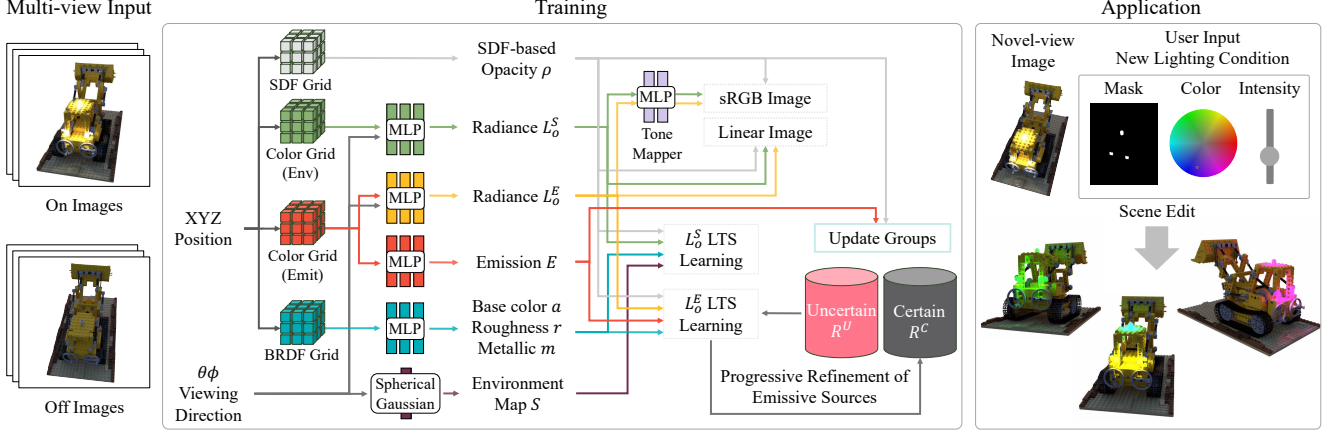 Multi-view Input
Training
Application
On Images
Off Images
XYZ
Position
θϕ
Viewing
Direction
SDF Grid
Color Grid
(Env)
Color Grid
(Emit)
BRDF Grid
MLP
MLP
MLP
MLP
Spherical
Gaussian
SDF-based
Opacity ρ
Radiance L_o^S
Radiance L_o^E
Emission E
Base color a
Roughness r
Metallic m
Environment
Map S
MLP
Tone
Mapper
sRGB Image
Linear Image
L_o^S LTS
Learning
L_o^E LTS
Learning
Update Groups
Uncertain
R^U
Certain
R^C
Progressive Refinement of
Emissive Sources
Novel-view
Image
User Input
New Lighting Condition
Mask
Color
Intensity
Scene Edit